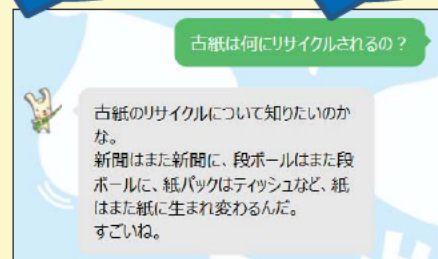 古紙は何にリサイクルされるの？
古紙のリサイクルについて知りたいのか
な。
新聞はまた新聞に、段ボールはまた段
ボールに、紙パックはティッシュなど、紙
はまた紙に生まれ変わるんだ。
すごいね。